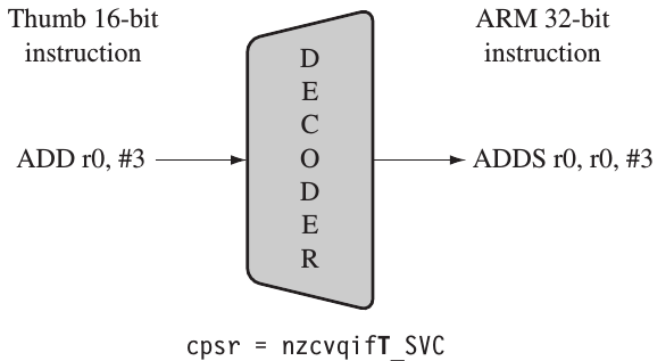 Thumb 16-bit
instruction
ARM 32-bit
instruction
D
E
C
O
D
E
R
ADD r0, #3
ADDS r0, r0, #3
cpsr = nzcvqifT_SVC